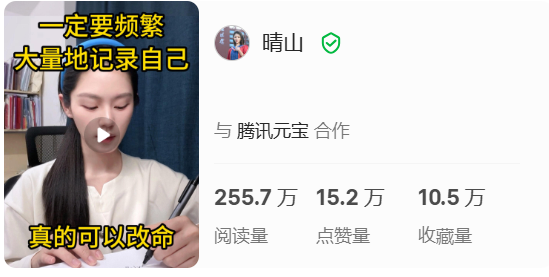 一定要频繁
大量地记录自己
真的可以改命
晴山
与 腾讯元宝 合作
255.7 万
阅读量
15.2 万
点赞量
10.5 万
收藏量